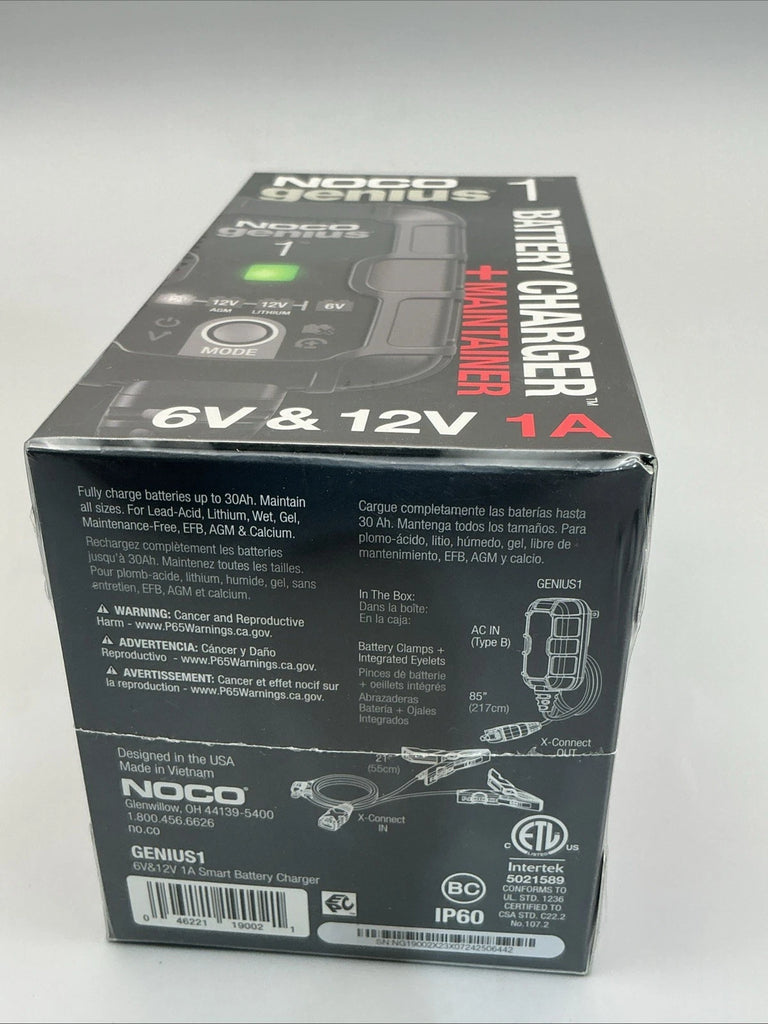 NOCO
genius 1
BATTERY CHARGER™
+ MAINTAINER
NOCO
genius
1
12V
AGM
12V
LITHIUM
6V
MODE
6V & 12V 1A
Fully charge batteries up to 30Ah. Maintain
all sizes. For Lead-Acid, Lithium, Wet, Gel,
Maintenance-Free, EFB, AGM & Calcium.
Rechargez complètement les batteries
jusqu'à 30Ah. Maintenez toutes les tailles.
Pour plomb-acide, lithium, humide, gel, sans
entretien, EFB, AGM et calcium.
WARNING: Cancer and Reproductive
Harm - www.P65Warnings.ca.gov.
ADVERTENCIA: Cáncer y Daño
Reproductivo - www.P65Warnings.ca.gov.
AVERTISSEMENT: Cancer et effet nocif sur
la reproduction - www.P65Warnings.ca.gov.
Cargue completamente las baterías hasta
30 Ah. Mantenga todos los tamaños. Para
plomo-ácido, litio, húmedo, gel, libre de
mantenimiento, EFB, AGM y calcio.
In The Box:
Dans la boîte:
En la caja:
Battery Clamps +
Integrated Eyelets
Pinces de batterie
+ oeillets intégrés
Abrazaderas
Batería + Ojales
Integrados
GENIUS1
AC IN
(Type B)
85"
(217cm)
X-Connect
OUT
21"
(55cm)
X-Connect
IN
Designed in the USA
Made in Vietnam
NOCO®
Glenwillow, OH 44139-5400
1.800.456.6626
no.co
GENIUS1
6V&12V 1A Smart Battery Charger
0 46221 19002 1
BC
IP60
C ETL US
LISTED
Intertek
5021589
CONFORMS TO
UL STD. 1236
CERTIFIED TO
CSA STD. C22.2
No.107.2
SN NG19002X23X07242506442